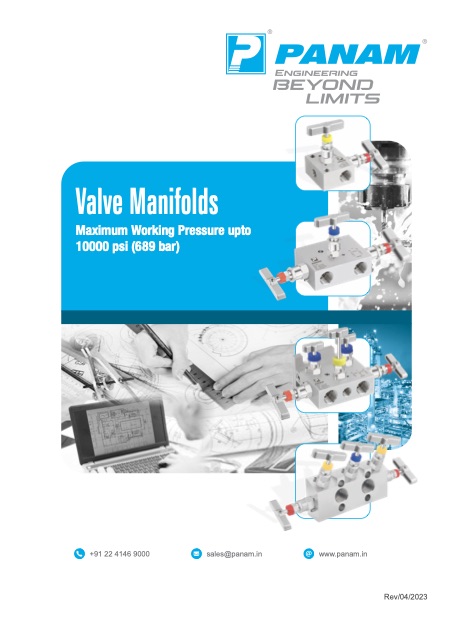 P
®
PANAM®
ENGINEERING
BEYOND
LIMITS
Valve Manifolds
Maximum Working Pressure upto
10000 psi (689 bar)
+91 22 4146 9000
sales@panam.in
www.panam.in
Rev/04/2023